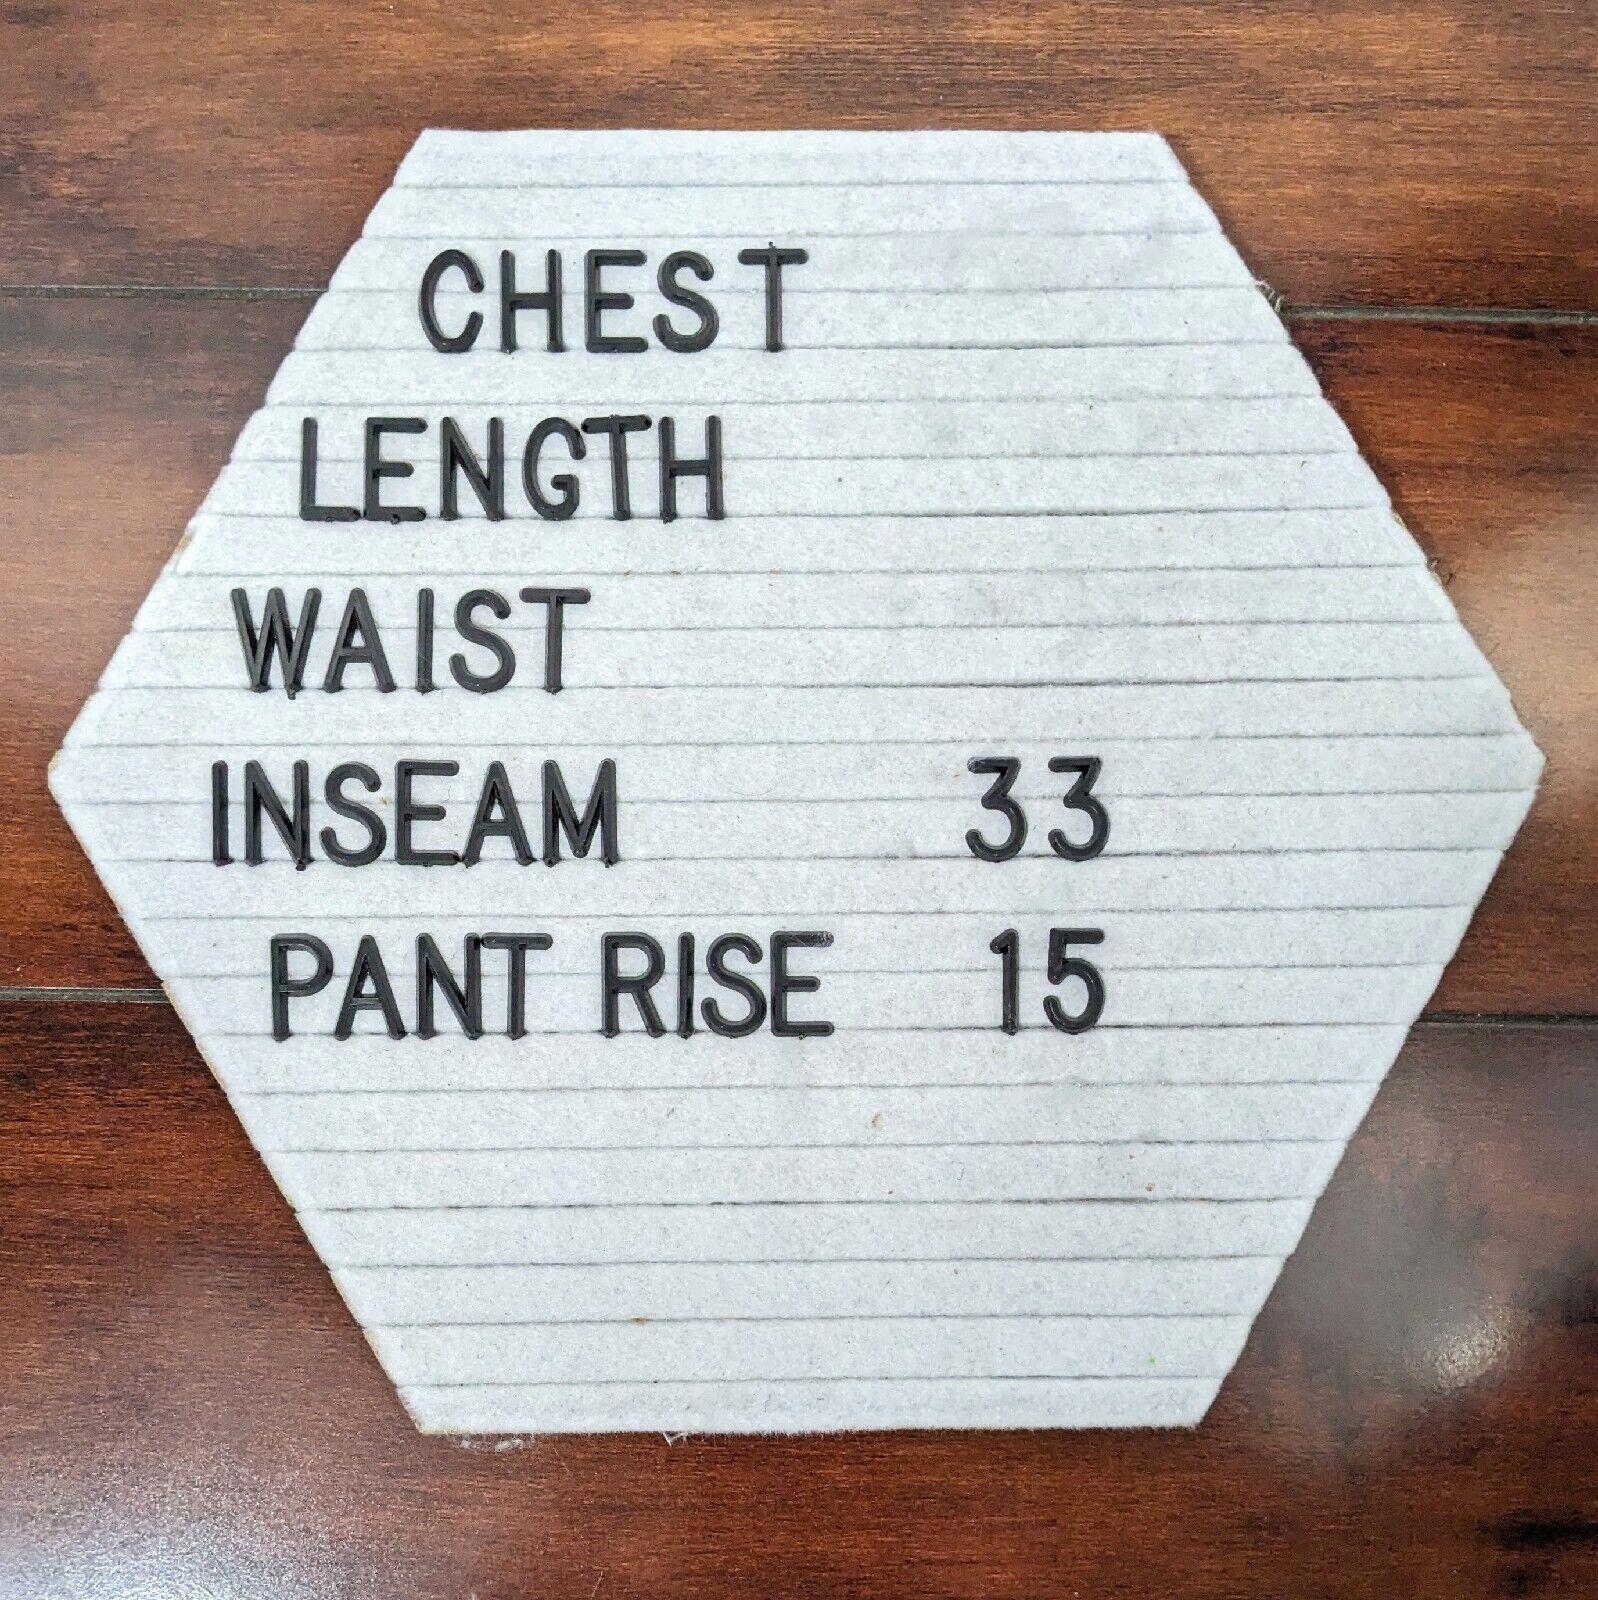 CHEST
LENGTH
WAIST
INSEAM 33
PANT RISE 15